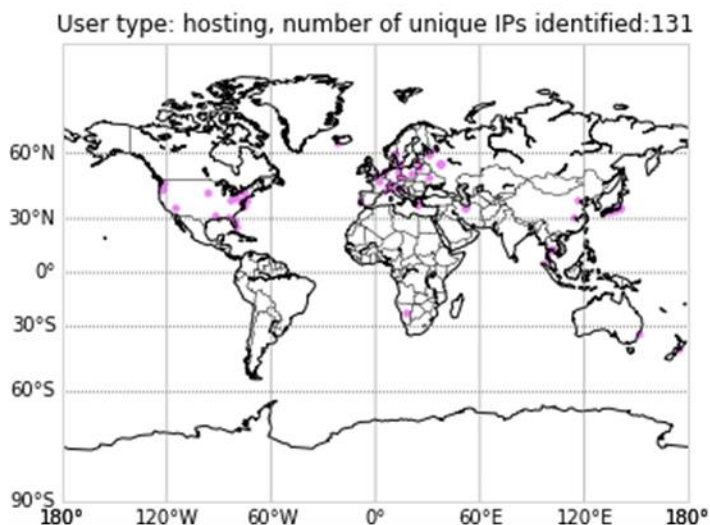 User type: hosting, number of unique IPs identified:131
60°N
30°N
0°
30°S
60°S
90°S
180° 120°W 60°W 0° 60°E 120°E 180°